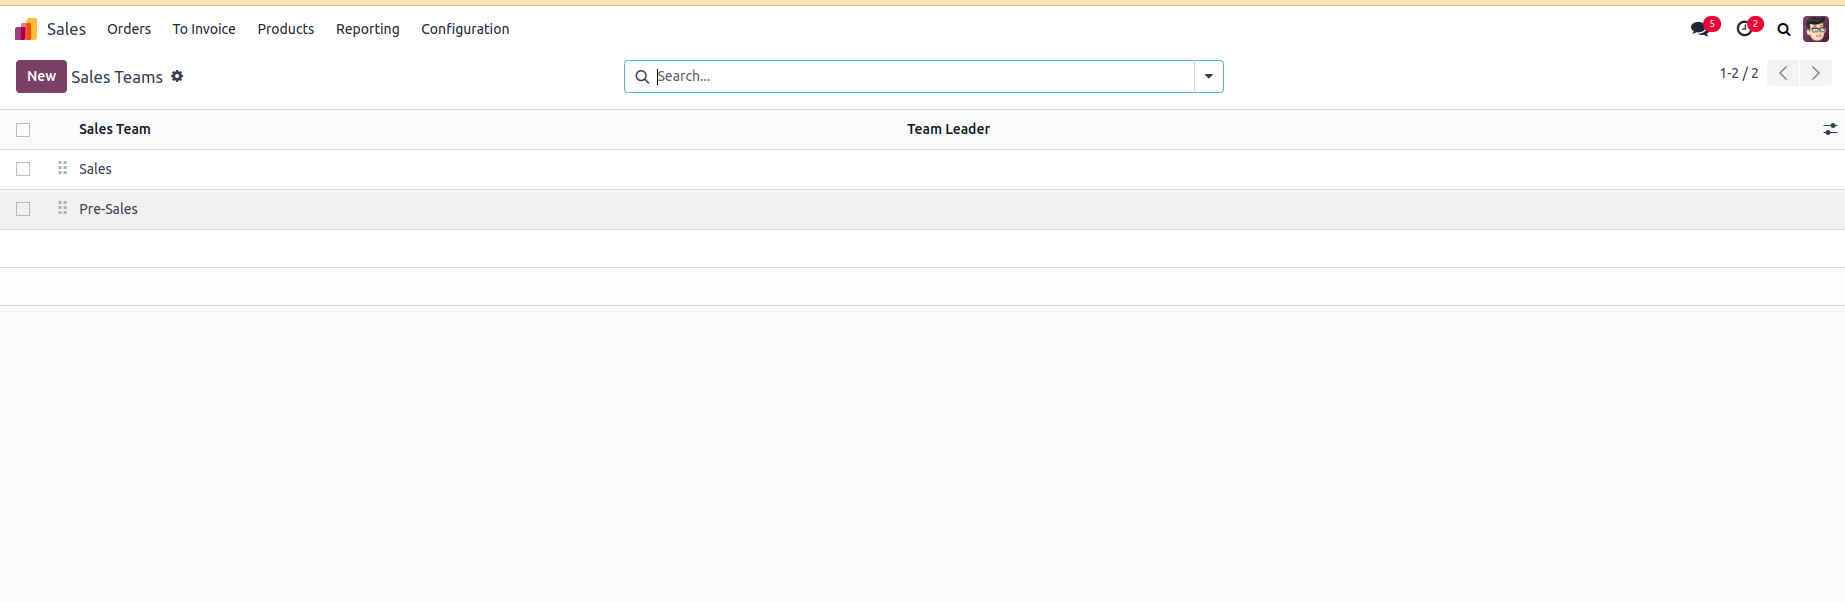 Sales Orders To Invoice Products Reporting Configuration 5 2
New Sales Teams Search... 1-2 / 2
Sales Team Team Leader
Sales
Pre-Sales